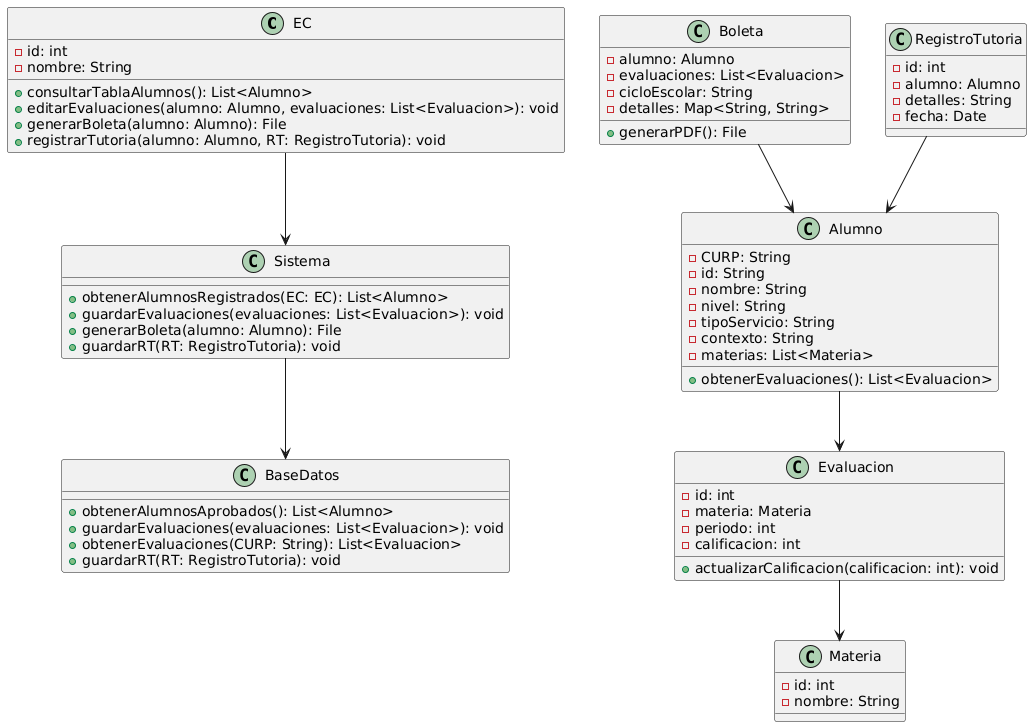 C EC
id: int
nombre: String
consultarTablaAlumnos(): List<Alumno>
editarEvaluaciones(alumno: Alumno, evaluaciones: List<Evaluacion>): void
generarBoleta(alumno: Alumno): File
registrarTutoria(alumno: Alumno, RT: RegistroTutoria): void
C Boleta
alumno: Alumno
evaluaciones: List<Evaluacion>
cicloEscolar: String
detalles: Map<String, String>
generarPDF(): File
C RegistroTutoria
id: int
alumno: Alumno
detalles: String
fecha: Date
C Sistema
obtenerAlumnosRegistrados(EC: EC): List<Alumno>
guardarEvaluaciones(evaluaciones: List<Evaluacion>): void
generarBoleta(alumno: Alumno): File
guardarRT(RT: RegistroTutoria): void
C Alumno
CURP: String
id: String
nombre: String
nivel: String
tipoServicio: String
contexto: String
materias: List<Materia>
obtenerEvaluaciones(): List<Evaluacion>
C BaseDatos
obtenerAlumnosAprobados(): List<Alumno>
guardarEvaluaciones(evaluaciones: List<Evaluacion>): void
obtenerEvaluaciones(CURP: String): List<Evaluacion>
guardarRT(RT: RegistroTutoria): void
C Evaluacion
id: int
materia: Materia
periodo: int
calificacion: int
actualizarCalificacion(calificacion: int): void
C Materia
id: int
nombre: String